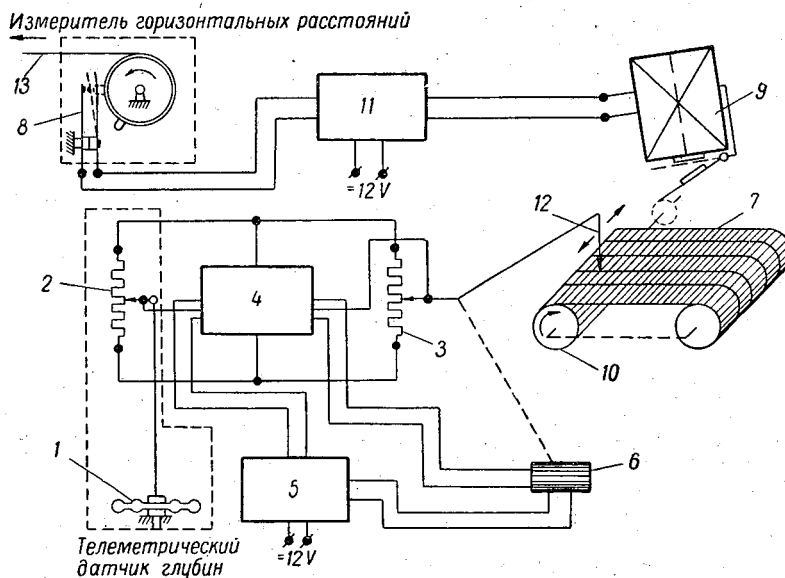 Измеритель горизонтальных расстояний
13
8
11
9
= 12 V
12
7
2
4
3
10
1
5
6
= 12 V
Телеметрический
датчик глубин